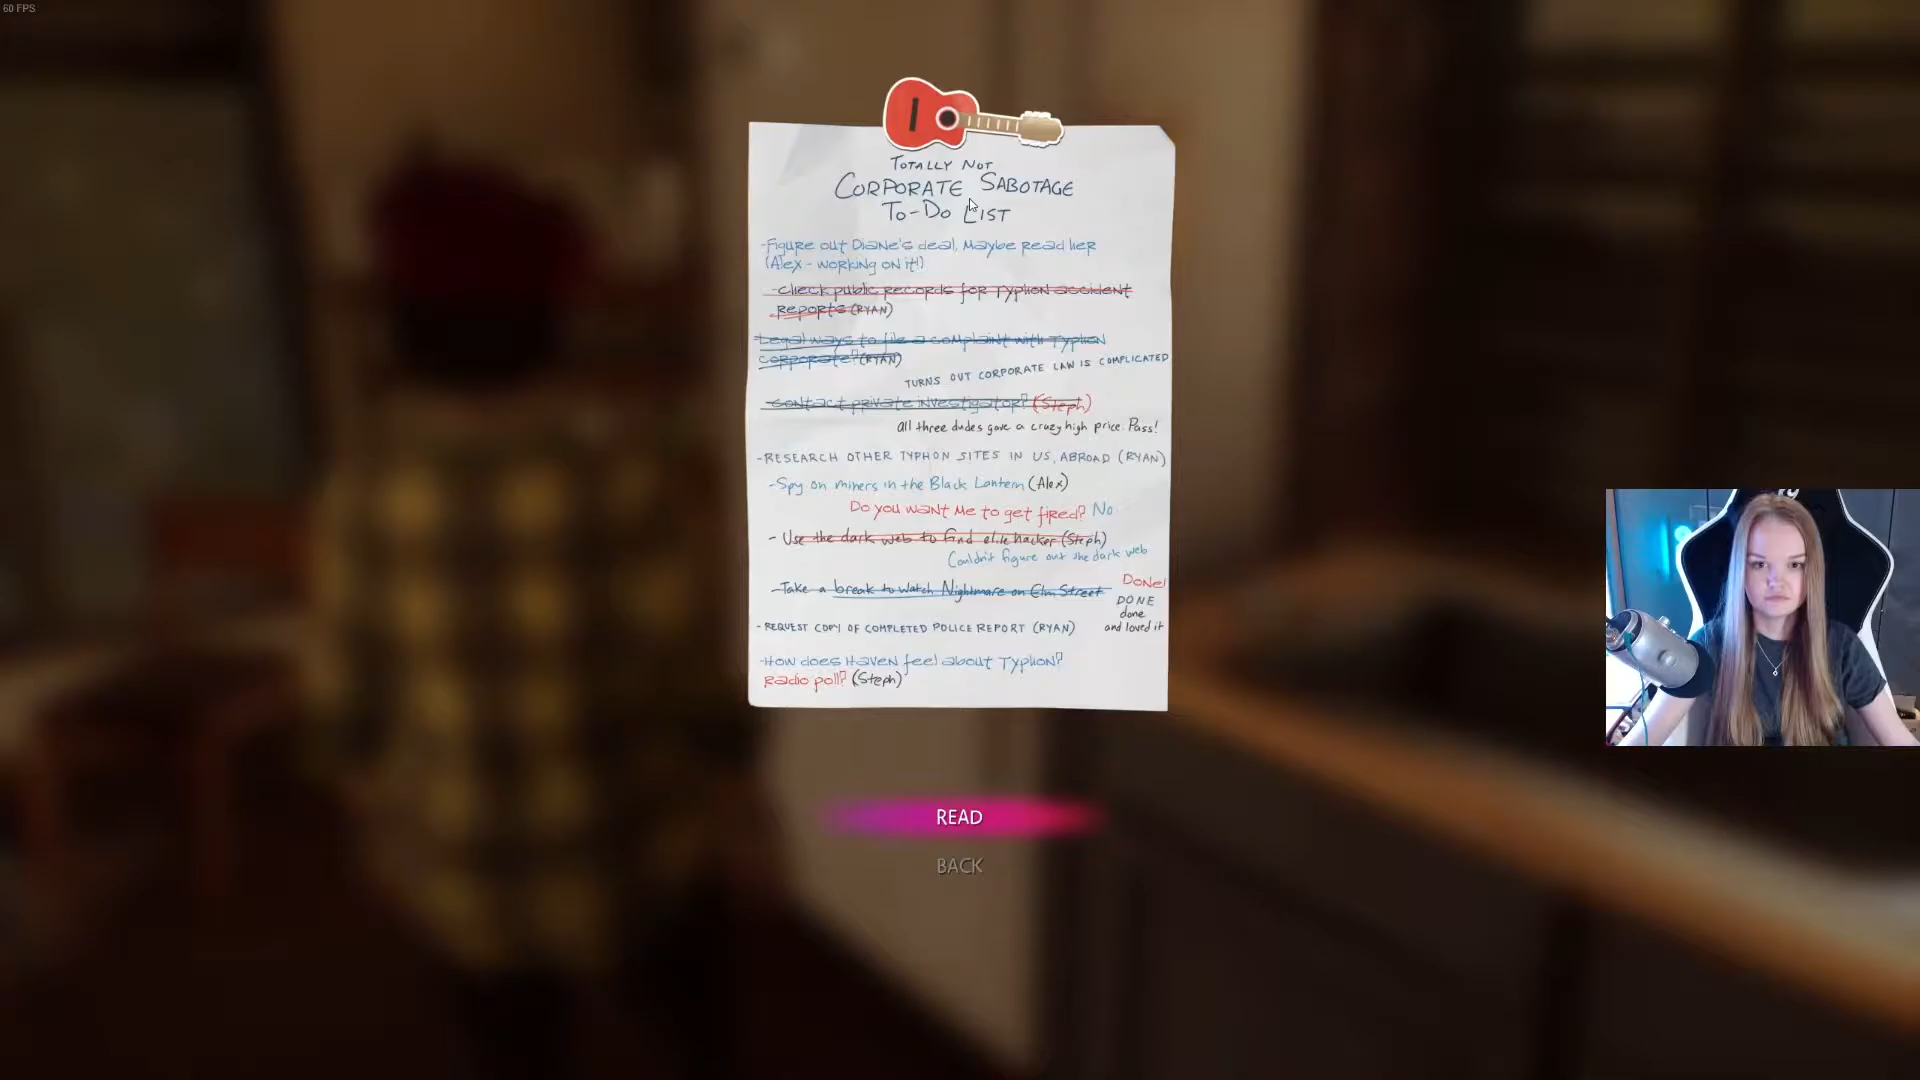 60 FPS
TOTALLY NOT
CORPORATE SABOTAGE
TO-DO LIST
-Figure out Diane's deal, Maybe read her
(Alex - working on it!)
-Check public records for Typhon accident
reports (RYAN)
Legal ways to file a complaint with Typhon
corporate? (RYAN)
TURNS OUT CORPORATE LAW IS COMPLICATED
-Contact private investigator? (Steph)
All three dudes gave a crazy high price. Pass!
-RESEARCH OTHER TYPHON SITES IN US, ABROAD (RYAN)
-Spy on miners in the Black Lantern (Alex)
Do you want me to get fired? No
- Use the dark web to find elite hacker (Steph)
Couldn't figure out the dark web
-Take a break to watch Nightmare on Elm Street
Done!
DONE
done
and loved it
-REQUEST COPY OF COMPLETED POLICE REPORT (RYAN)
-How does Haven feel about Typhon?
Radio poll? (Steph)
READ
BACK